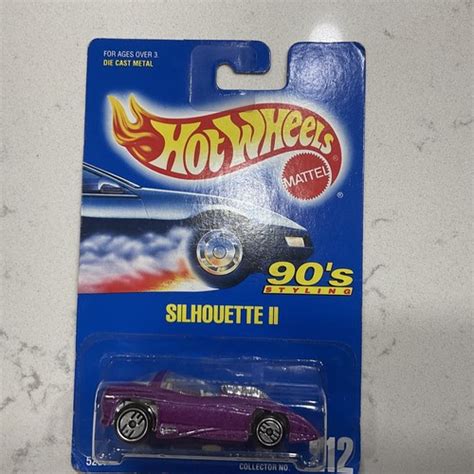 FOR AGES OVER 3
DIE CAST METAL
HOT WHEELS
MATTEL
90's
STYLING
SILHOUETTE II
COLLECTOR NO.